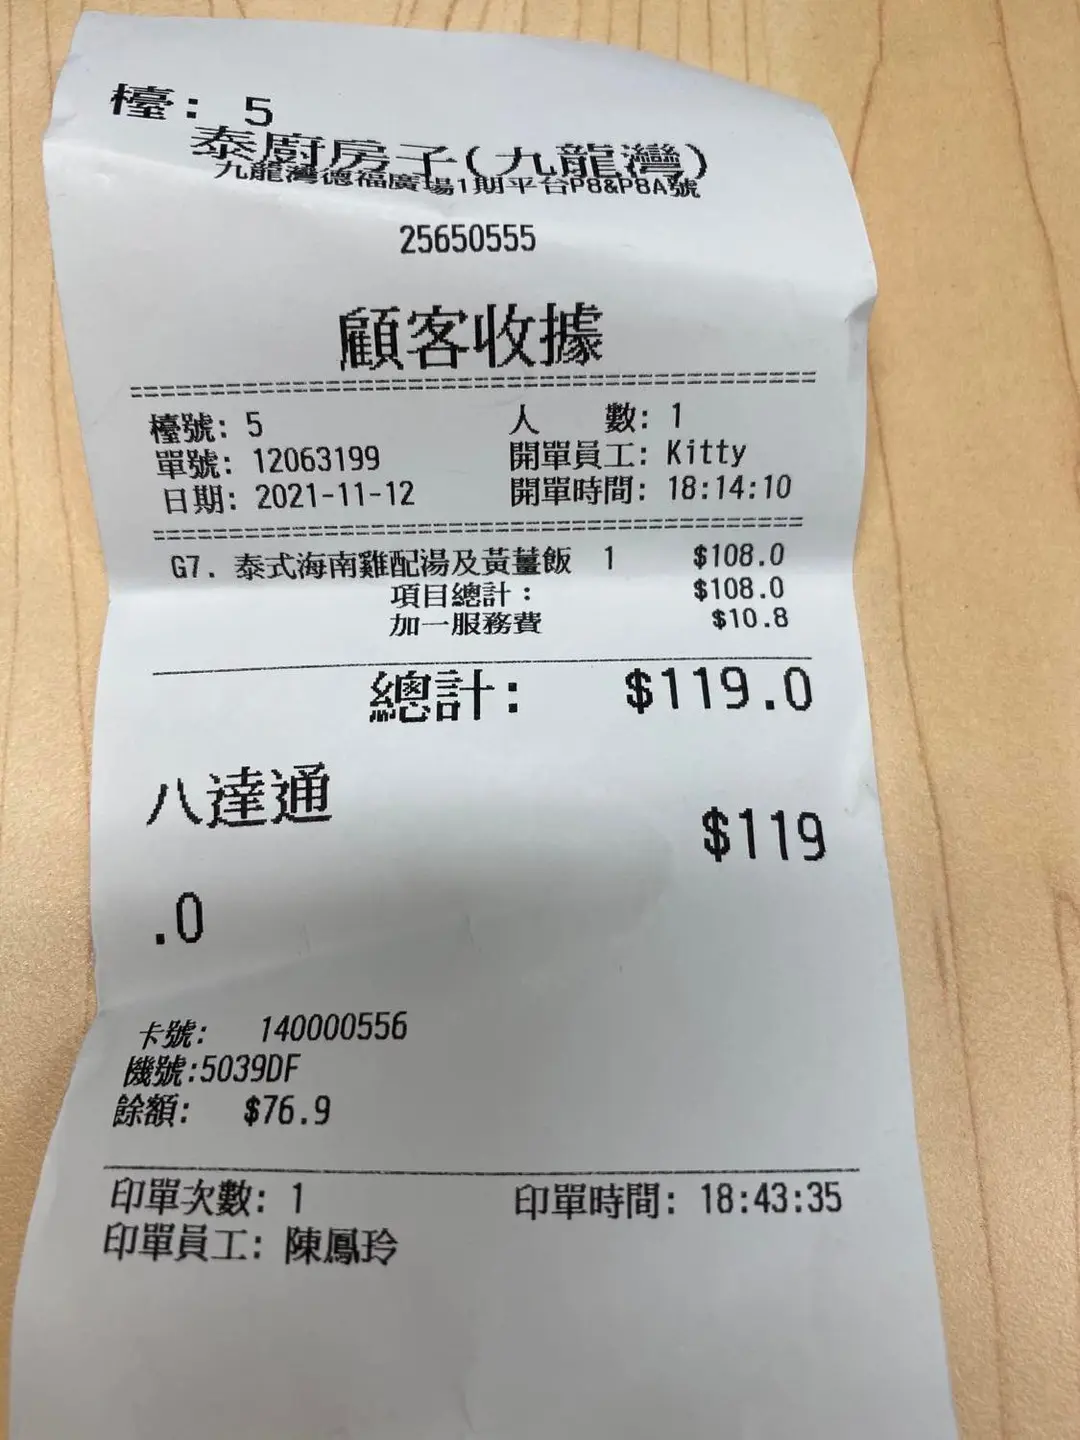 檯: 5
泰廚房子(九龍灣)
九龍灣德福廣場1期平台P8&P8A號
25650555
顧客收據
檯號: 5 人 數: 1
單號: 12063199 開單員工: Kitty
日期: 2021-11-12 開單時間: 18:14:10
G7. 泰式海南雞配湯及黃薑飯 1 $108.0
項目總計: $108.0
加一服務費 $10.8
總計: $119.0
八達通 $119
.0
卡號: 140000556
機號:5039DF
餘額: $76.9
印單次數: 1 印單時間: 18:43:35
印單員工: 陳鳳玲